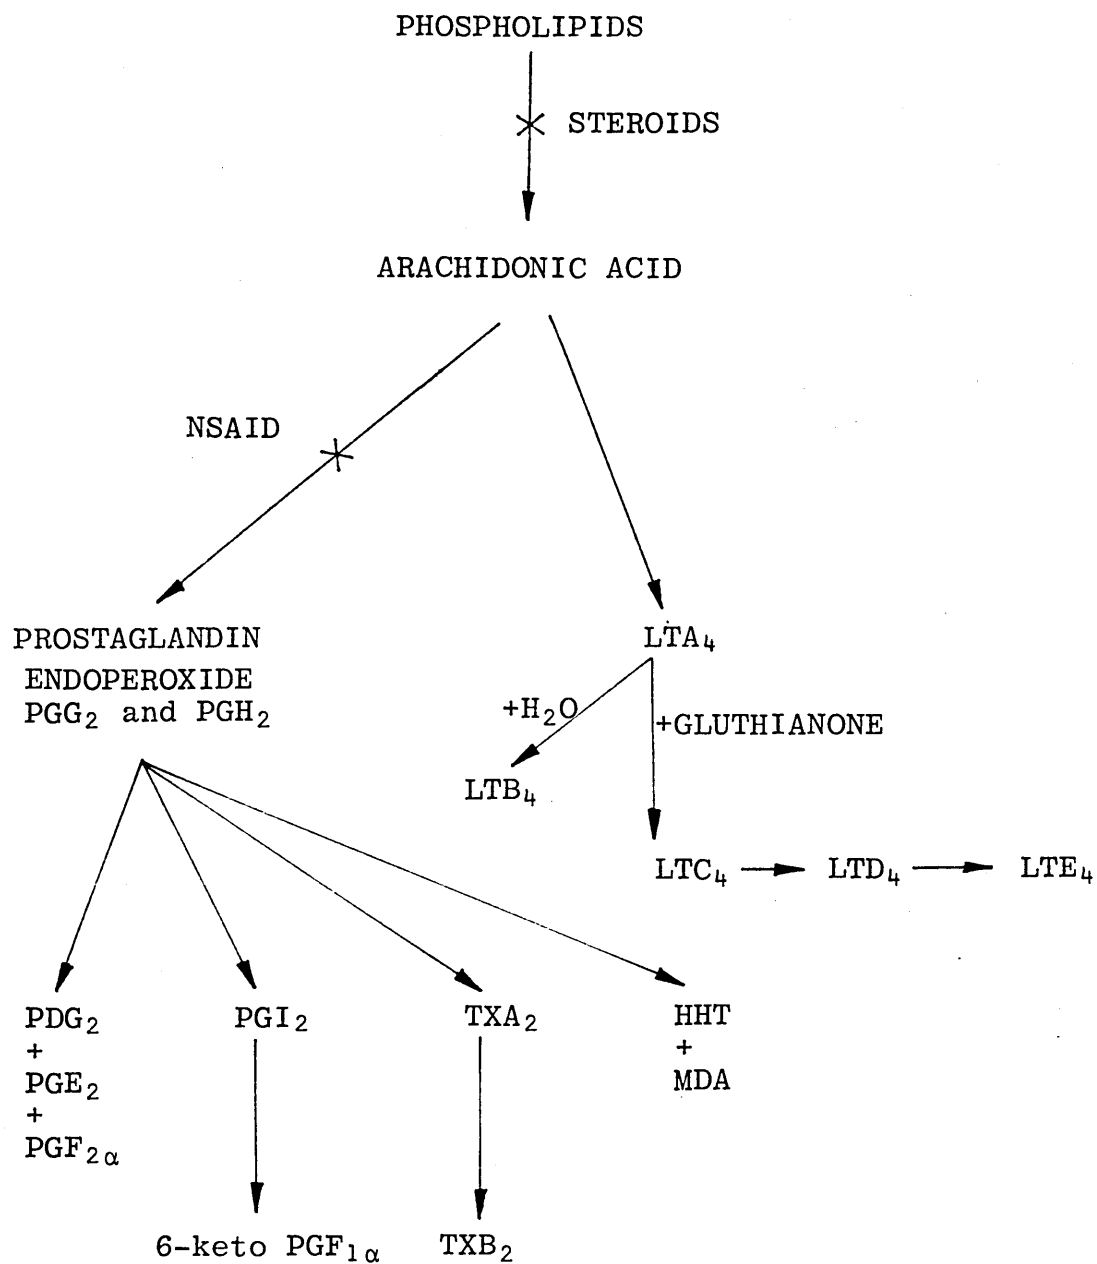 PHOSPHOLIPIDS
STEROIDS
ARACHIDONIC ACID
NSAID
PROSTAGLANDIN
ENDOPEROXIDE
PGG₂ and PGH₂
LTA₄
+H₂O
+GLUTHIANONE
LTB₄
LTC₄
LTD₄
LTE₄
PDG₂
+
PGE₂
+
PGF₂α
PGI₂
TXA₂
HHT
+
MDA
6-keto PGF₁α
TXB₂